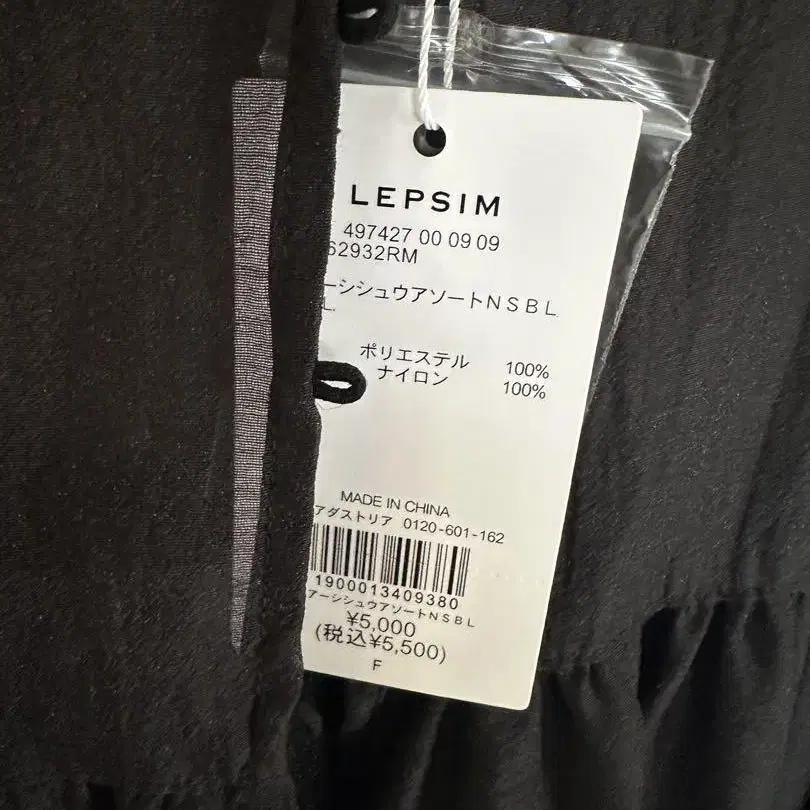 LEPSIM
497427 00 09 09
62932RM
ーシシュウアソートNSBL
L
ポリエステル 100%
ナイロン 100%
MADE IN CHINA
アダストリア 0120-601-162
1900013409380
アーシシュウアソートNSBL
¥5,000
(税込¥5,500)
F